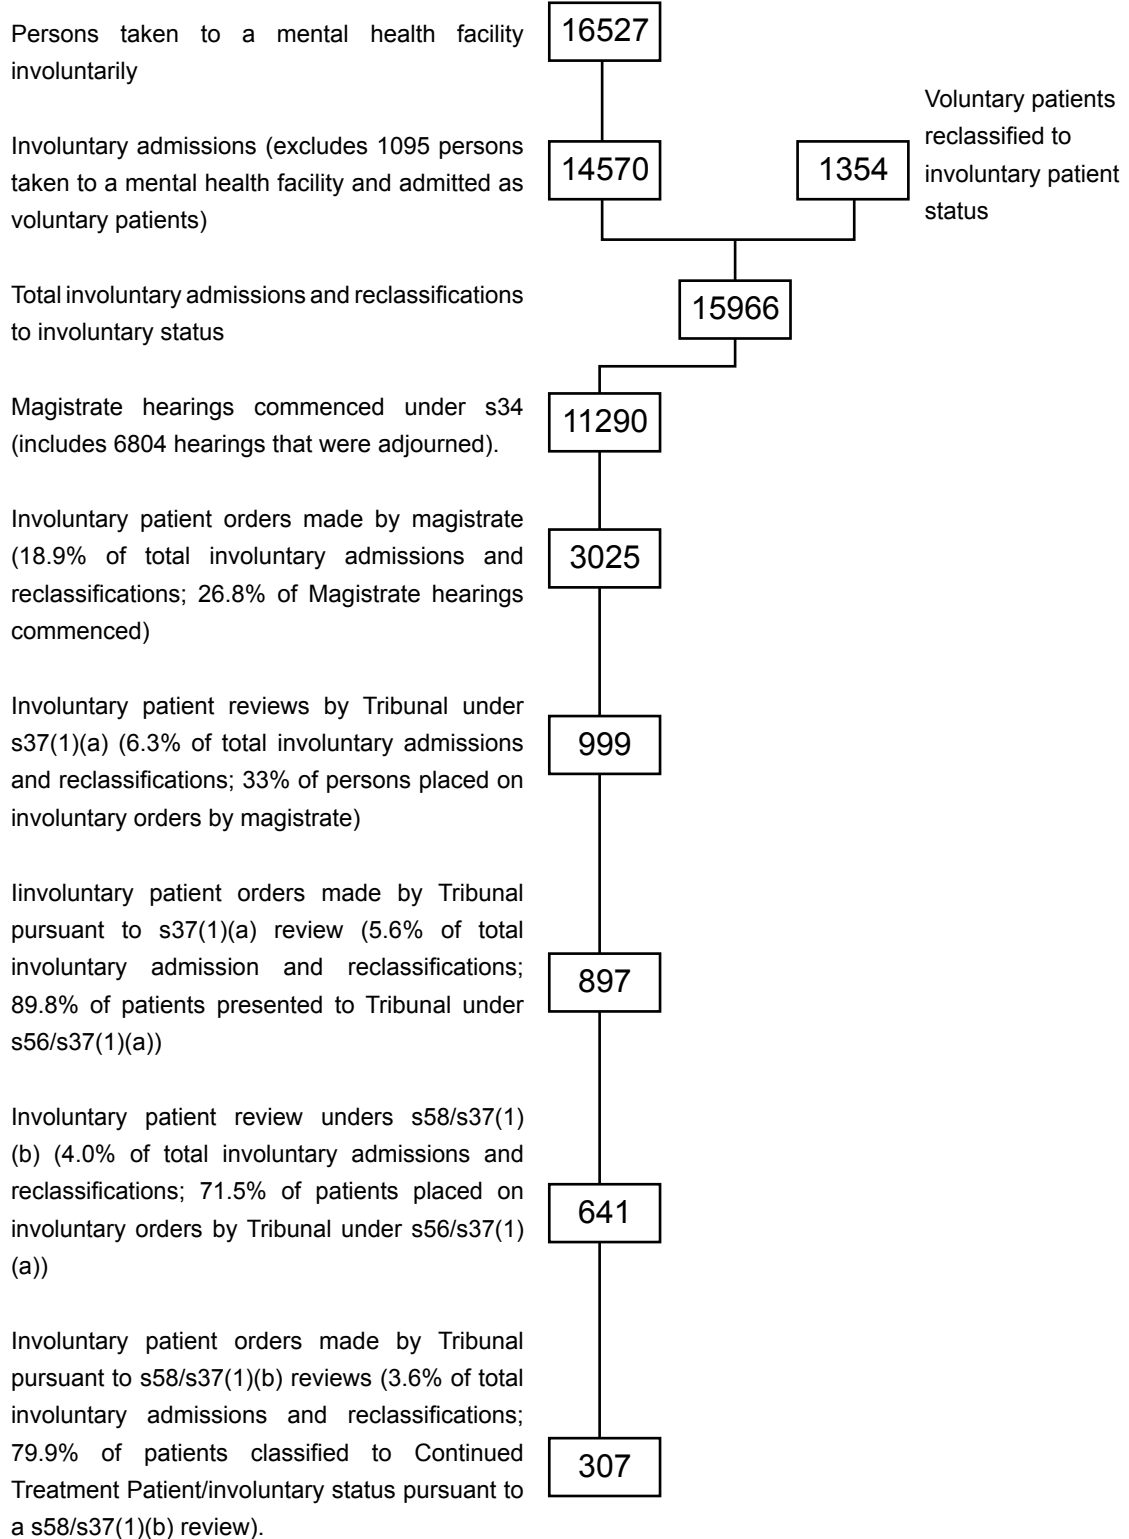 Persons taken to a mental health facility
involuntarily
16527
Involuntary admissions (excludes 1095 persons
taken to a mental health facility and admitted as
voluntary patients)
14570
1354
Voluntary patients
reclassified to
involuntary patient
status
Total involuntary admissions and reclassifications
to involuntary status
15966
Magistrate hearings commenced under s34
(includes 6804 hearings that were adjourned).
11290
Involuntary patient orders made by magistrate
(18.9% of total involuntary admissions and
reclassifications; 26.8% of Magistrate hearings
commenced)
3025
Involuntary patient reviews by Tribunal under
s37(1)(a) (6.3% of total involuntary admissions
and reclassifications; 33% of persons placed on
involuntary orders by magistrate)
999
Iinvoluntary patient orders made by Tribunal
pursuant to s37(1)(a) review (5.6% of total
involuntary admission and reclassifications;
89.8% of patients presented to Tribunal under
s56/s37(1)(a))
897
Involuntary patient review unders s58/s37(1)
(b) (4.0% of total involuntary admissions and
reclassifications; 71.5% of patients placed on
involuntary orders by Tribunal under s56/s37(1)
(a))
641
Involuntary patient orders made by Tribunal
pursuant to s58/s37(1)(b) reviews (3.6% of total
involuntary admissions and reclassifications;
79.9% of patients classified to Continued
Treatment Patient/involuntary status pursuant to
a s58/s37(1)(b) review).
307